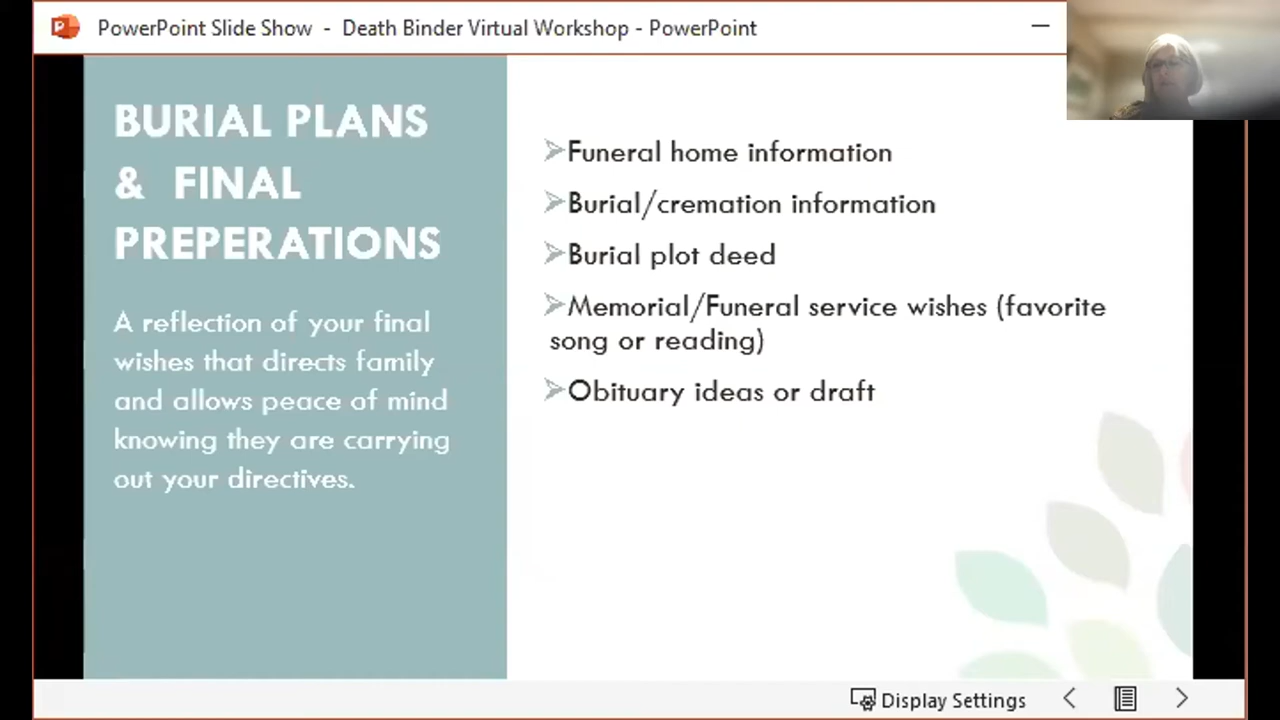 PowerPoint Slide Show - Death Binder Virtual Workshop - PowerPoint
BURIAL PLANS
& FINAL
PREPERATIONS
A reflection of your final
wishes that directs family
and allows peace of mind
knowing they are carrying
out your directives.
Funeral home information
Burial/cremation information
Burial plot deed
Memorial/Funeral service wishes (favorite
song or reading)
Obituary ideas or draft
Display Settings